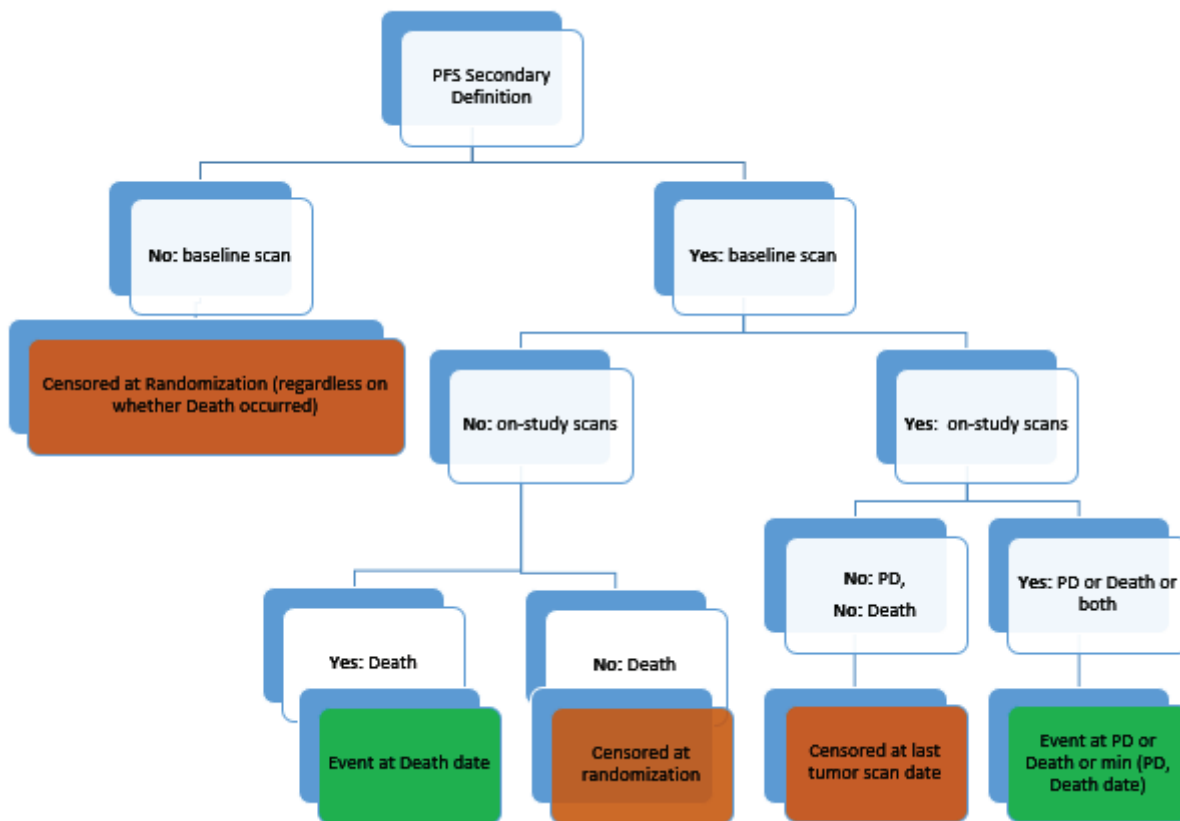 PFS Secondary
Definition
No: baseline scan
Yes: baseline scan
Censored at Randomization (regardless on
whether Death occurred)
No: on-study scans
Yes: on-study scans
Yes: Death
No: Death
No: PD,
No: Death
Yes: PD or Death or
both
Event at Death date
Censored at
randomization
Censored at last
tumor scan date
Event at PD or
Death or min (PD,
Death date)